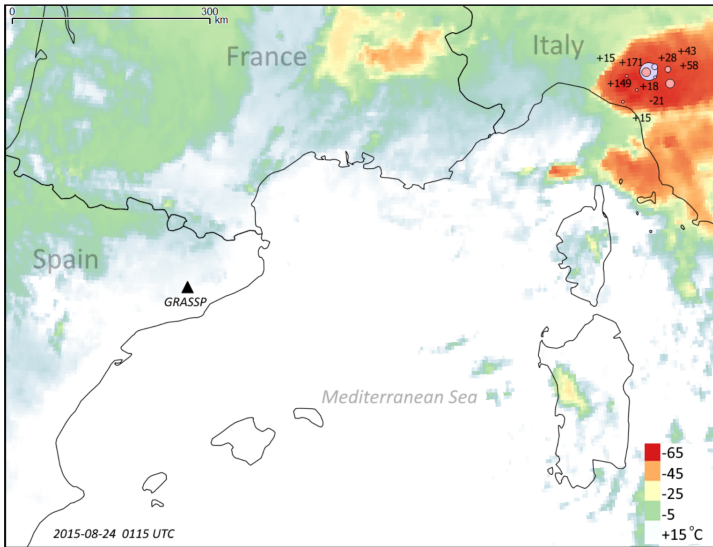 0 300
km
France
Italy
+43
+15 +171 +28
+58
+149 +18
-21
+15
Spain
GRASSP
Mediterranean Sea
-65
-45
-25
-5
+15 °C
2015-08-24 0115 UTC